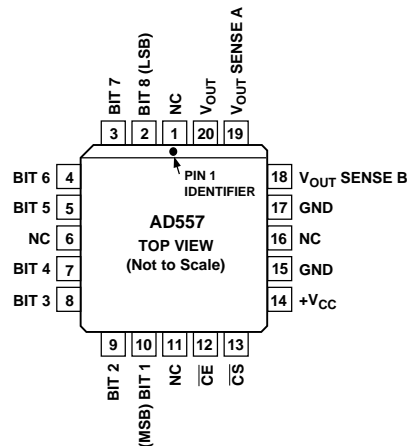 BIT 7
BIT 8 (LSB)
NC
VOUT
VOUT SENSE A
3
2
1
20
19
BIT 6 4
BIT 5 5
NC 6
BIT 4 7
BIT 3 8
PIN 1
IDENTIFIER
AD557
TOP VIEW
(Not to Scale)
18 VOUT SENSE B
17 GND
16 NC
15 GND
14 +VCC
9
10
11
12
13
BIT 2
(MSB) BIT 1
NC
C̅E̅
C̅S̅